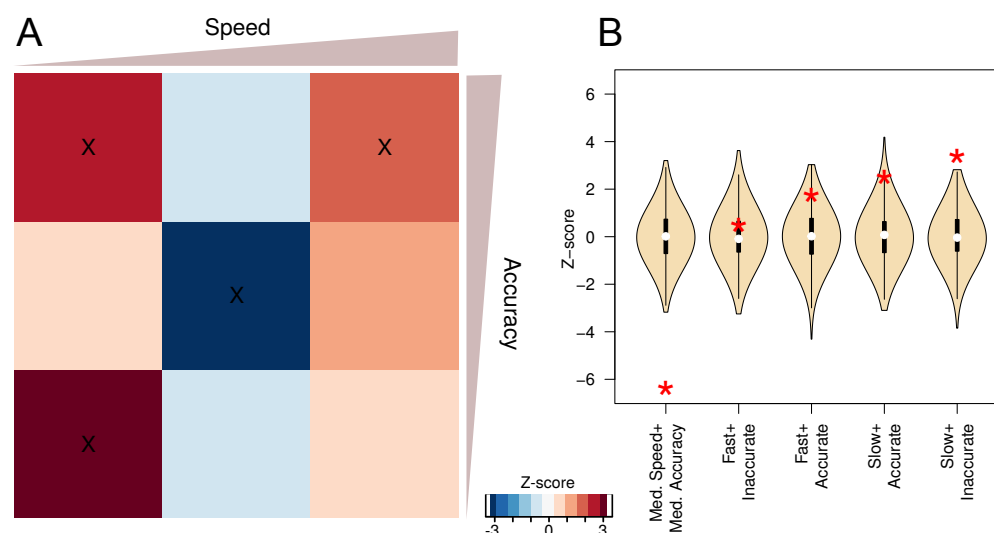 A
Speed
X
X
X
X
Accuracy
Z-score
-3
0
3
B
Z−score
6
4
2
0
−2
−4
−6
Med. Speed+
Med. Accuracy
Fast+
Inaccurate
Fast+
Accurate
Slow+
Accurate
Slow+
Inaccurate